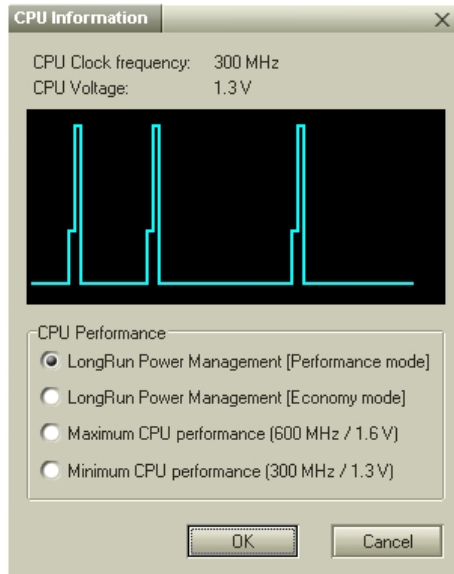 CPU Information
CPU Clock frequency: 300 MHz
CPU Voltage: 1.3 V
CPU Performance
LongRun Power Management [Performance mode]
LongRun Power Management [Economy mode]
Maximum CPU performance (600 MHz / 1.6 V)
Minimum CPU performance (300 MHz / 1.3 V)
OK Cancel